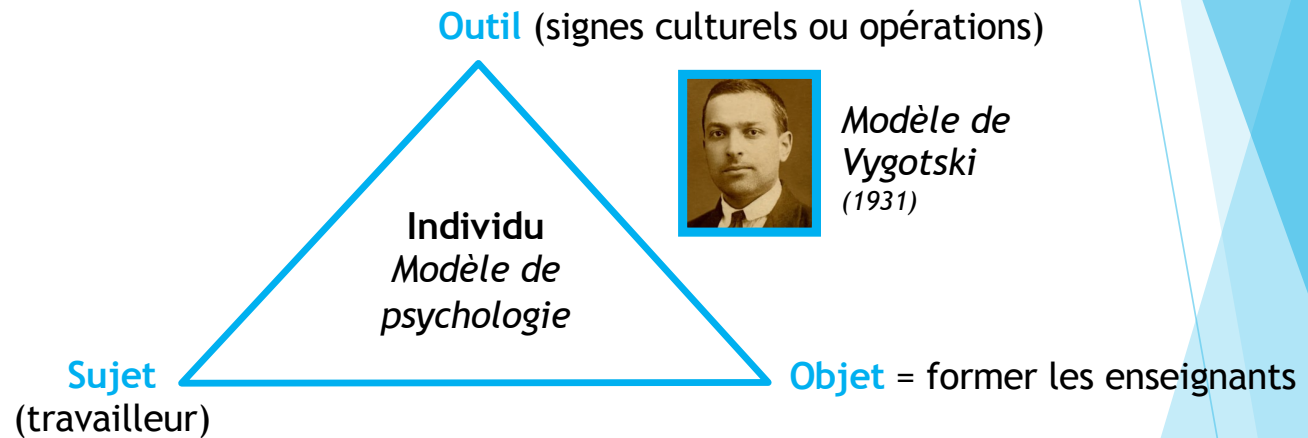 Outil (signes culturels ou opérations)
Modèle de
Vygotski
(1931)
Individu
Modèle de
psychologie
Sujet
(travailleur)
Objet = former les enseignants